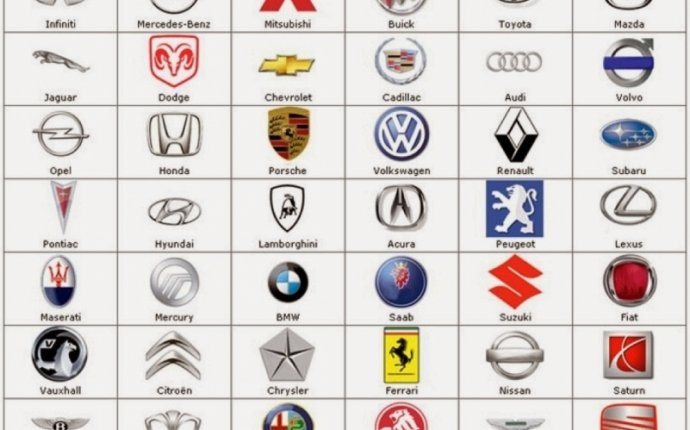 Infiniti
Mercedes-Benz
Mitsubishi
Buick
Toyota
Mazda
Jaguar
Dodge
Chevrolet
Cadillac
Audi
Volvo
Opel
Honda
Porsche
Volkswagen
Renault
Subaru
Pontiac
Hyundai
Lamborghini
Acura
Peugeot
Lexus
Maserati
Mercury
BMW
Saab
Suzuki
Fiat
Vauxhall
Citroën
Chrysler
Ferrari
Nissan
Saturn